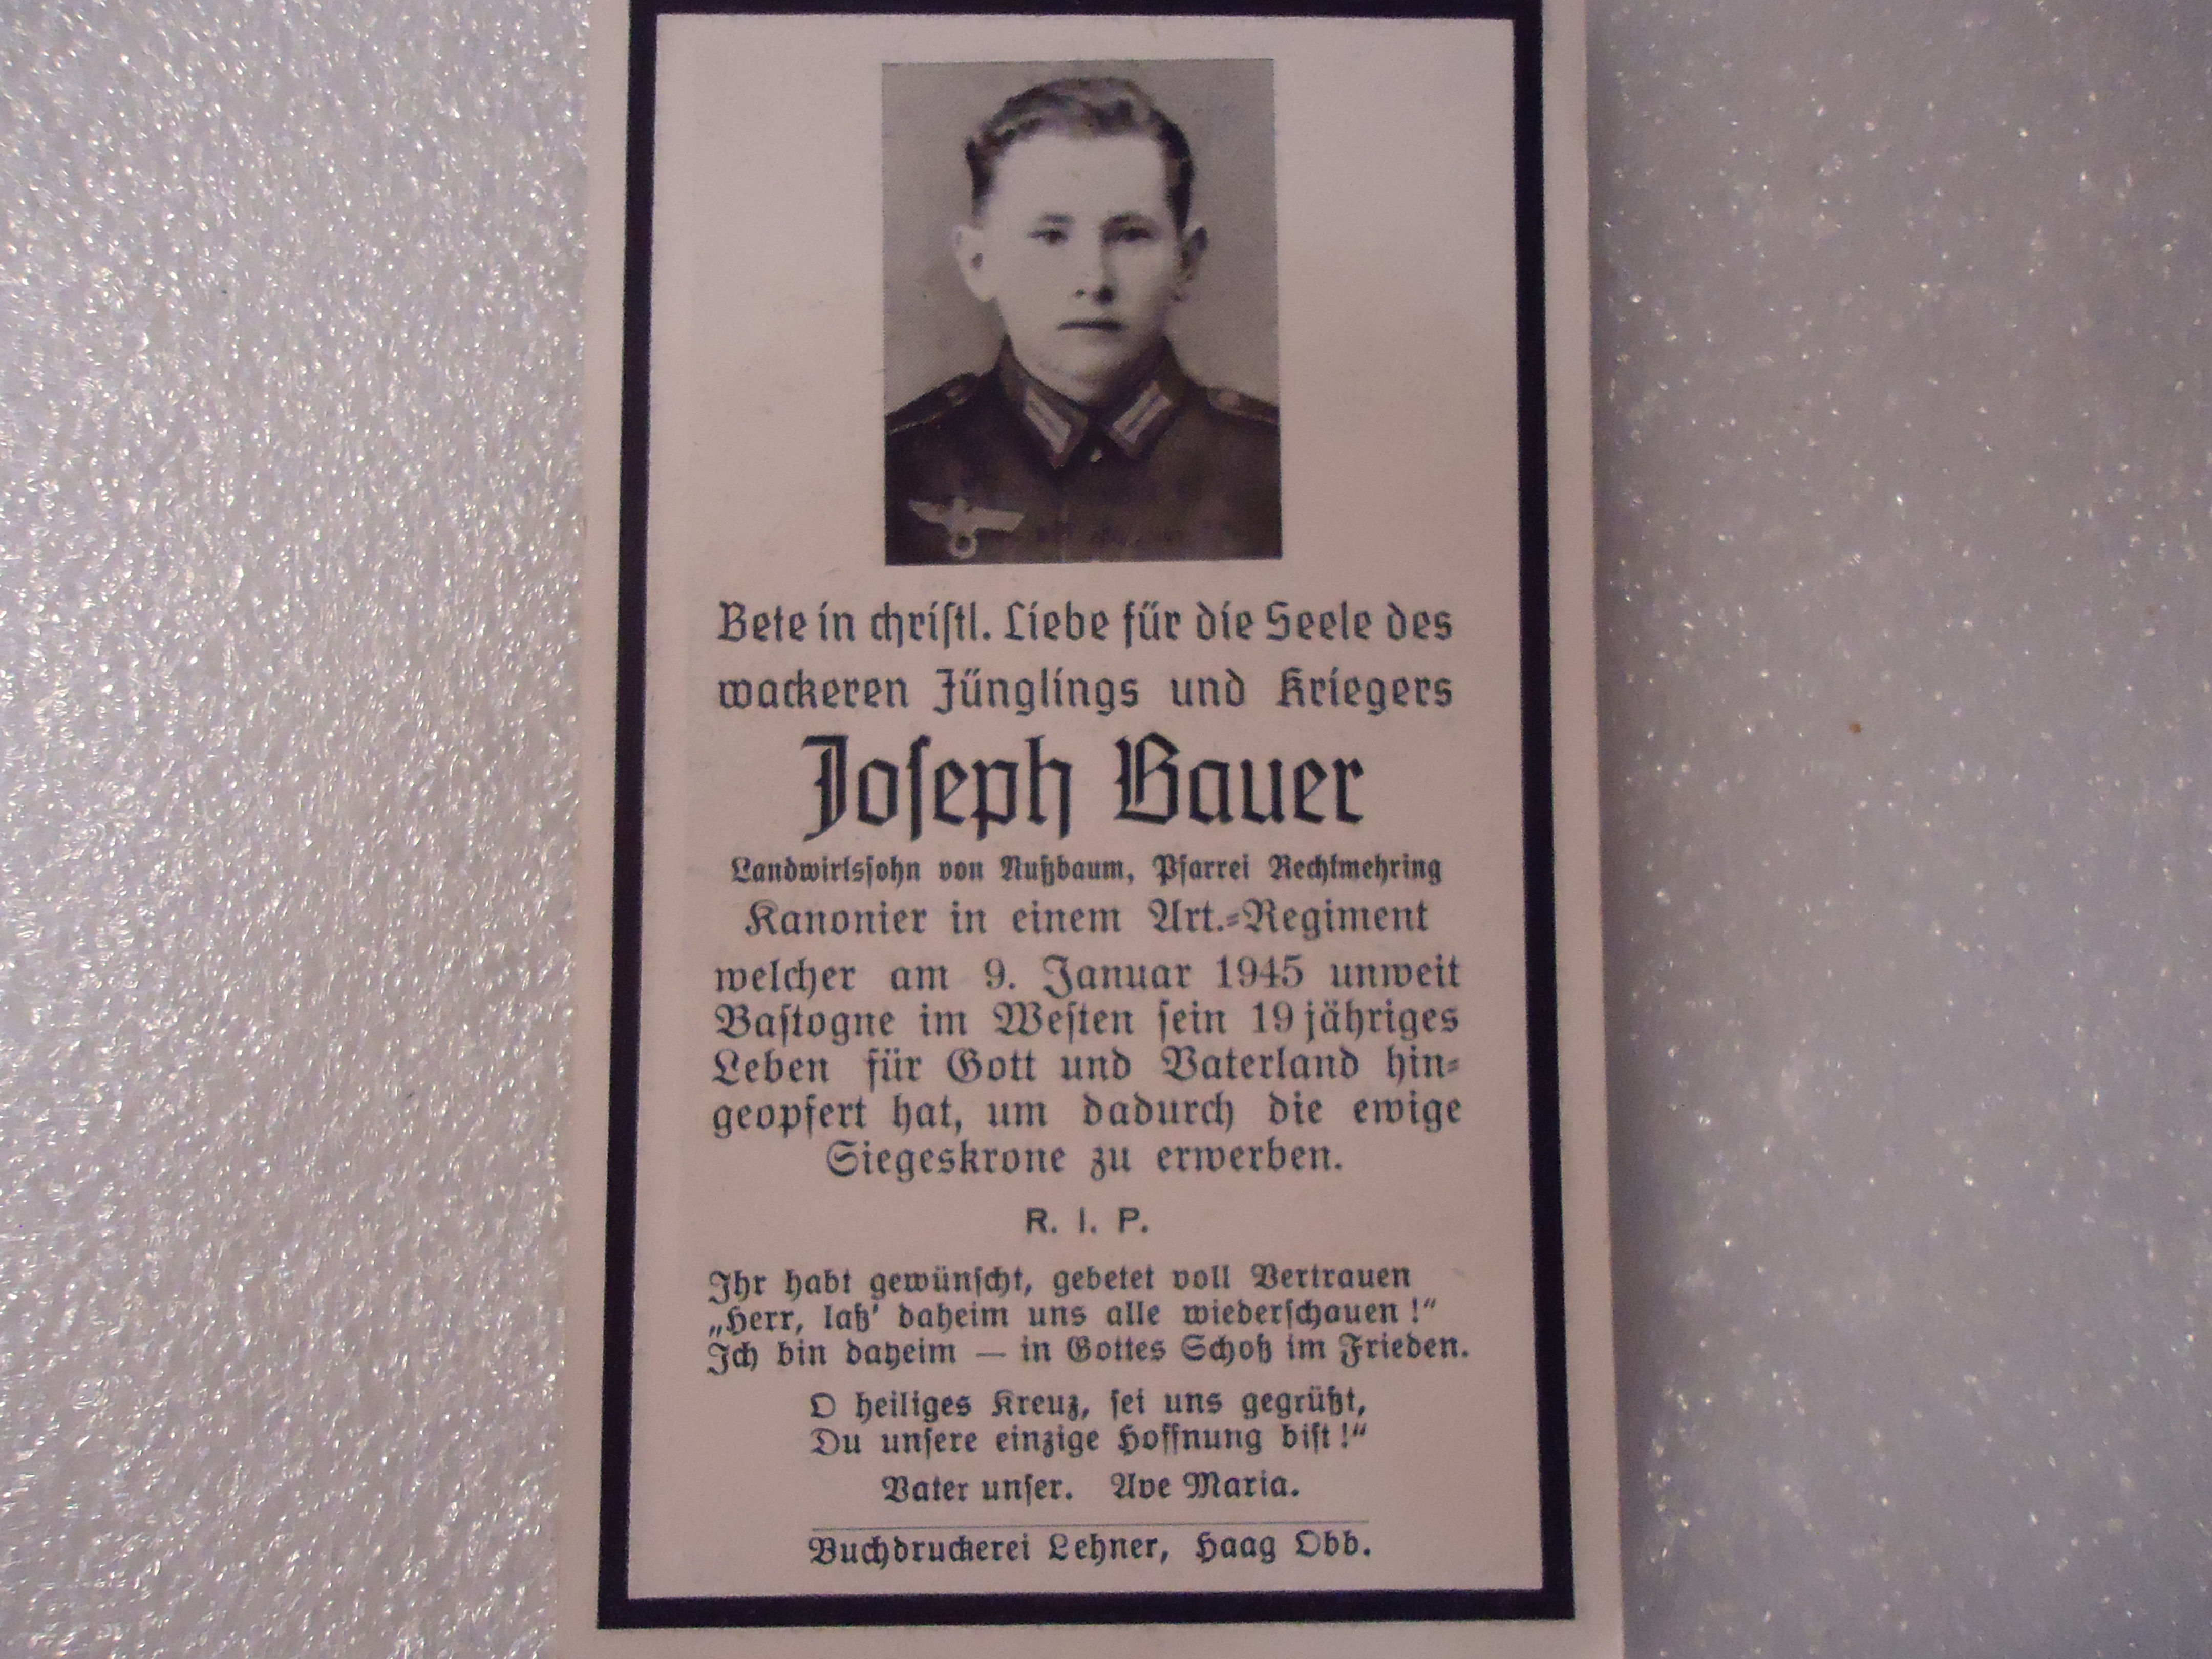 Bete in christl. Liebe für die Seele des
wackeren Jünglings und Kriegers
Joseph Bauer
Landwirtssohn von Nußbaum, Pfarrei Rechtmehring
Kanonier in einem Art.-Regiment
welcher am 9. Januar 1945 unweit
Bastogne im Westen sein 19jähriges
Leben für Gott und Vaterland hin-
geopfert hat, um dadurch die ewige
Siegeskrone zu erwerben.
R. I. P.
Ihr habt gewünscht, gebetet voll Vertrauen
„Herr, laß' daheim uns alle wiederschauen!“
Ich bin daheim — in Gottes Schoß im Frieden.
O heiliges Kreuz, sei uns gegrüßt,
Du unsere einzige Hoffnung bist!“
Vater unser. Ave Maria.
Buchdruckerei Lehner, Haag Obb.